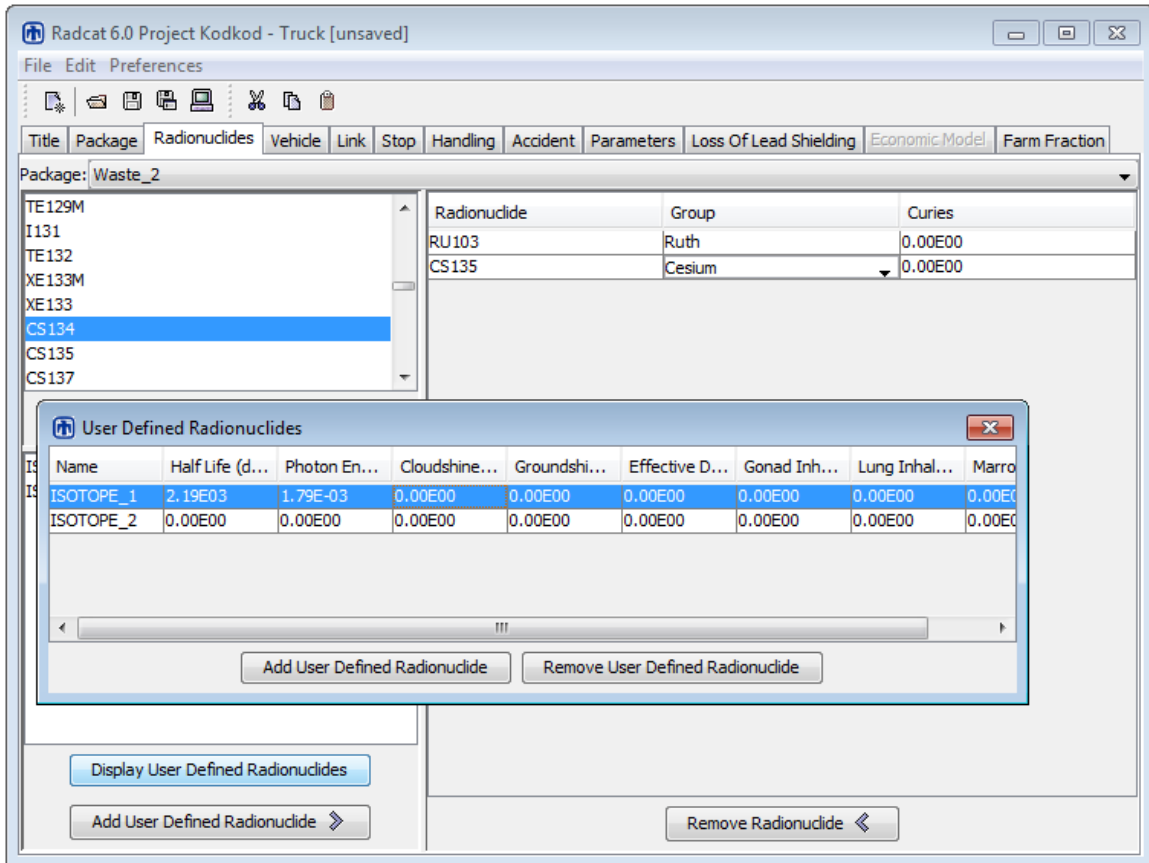 Radcat 6.0 Project Kodkod - Truck [unsaved]
File Edit Preferences
Title Package Radionuclides Vehicle Link Stop Handling Accident Parameters Loss Of Lead Shielding Economic Model Farm Fraction
Package: Waste_2
TE129M
I131
TE132
XE133M
XE133
CS134
CS135
CS137
Radionuclide Group Curies
RU103 Ruth 0.00E00
CS135 Cesium 0.00E00
User Defined Radionuclides
Name Half Life (d... Photon En... Cloudshine... Groundshi... Effective D... Gonad Inh... Lung Inhal... Marro
ISOTOPE_1 2.19E03 1.79E-03 0.00E00 0.00E00 0.00E00 0.00E00 0.00E00 0.00E0
ISOTOPE_2 0.00E00 0.00E00 0.00E00 0.00E00 0.00E00 0.00E00 0.00E00 0.00E0
Add User Defined Radionuclide Remove User Defined Radionuclide
Display User Defined Radionuclides
Add User Defined Radionuclide
Remove Radionuclide